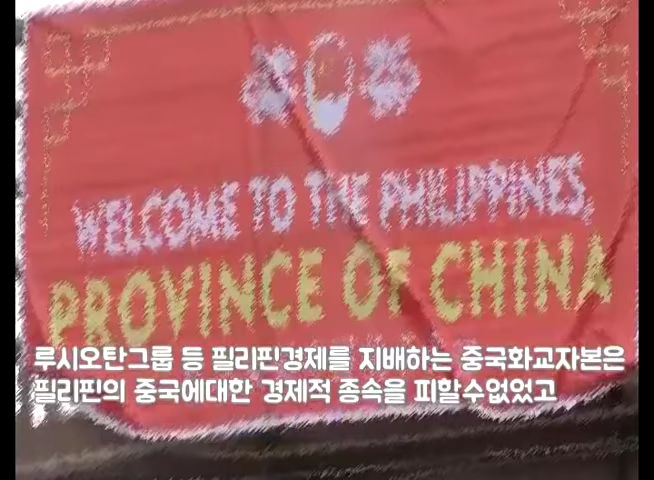 WELCOME TO THE PHILIPPINES,
PROVINCE OF CHINA
루시오탄그룹 등 필리핀경제를 지배하는 중국화교자본은
필리핀의 중국에대한 경제적 종속을 피할수없었고